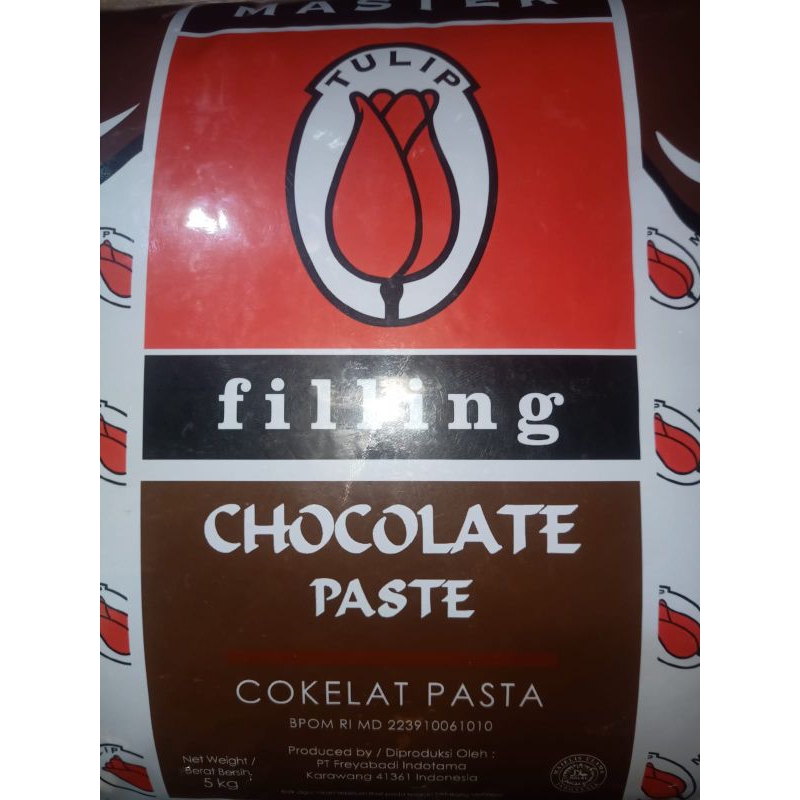 MASTER
TULIP
filling
CHOCOLATE
PASTE
COKELAT PASTA
BPOM RI MD 223910061010
Net Weight /
Berat Bersih
5 kg
Produced by / Diproduksi Oleh :
PT Freyabadi Indotama
Karawang 41361 Indonesia